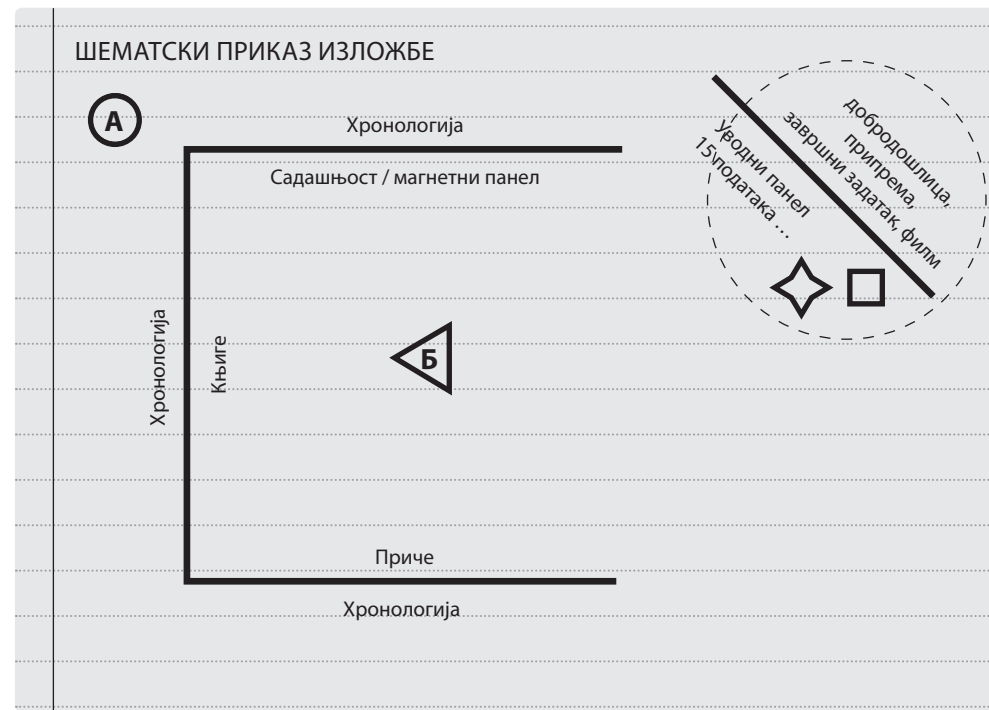 ШЕМАТСКИ ПРИКАЗ ИЗЛОЖБЕ
А
Хронологија
Садашњост / магнетни панел
Уводни панел
15 података ...
добродошлица,
припрема,
завршни задатак, филм
Хронологија
Књиге
Б
Приче
Хронологија